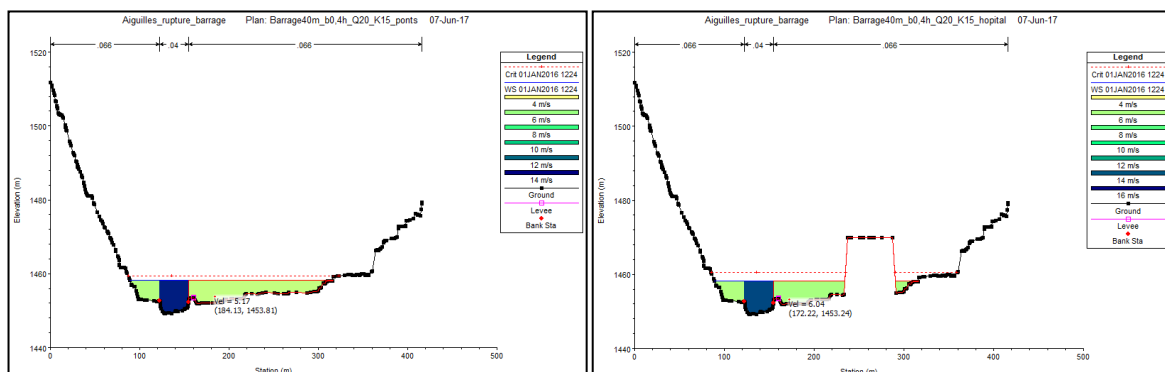 Aiguilles_rupture_barrage Plan: Barrage40m_b0,4h_Q20_K15_ponts 07-Jun-17
.066 .04 .066
Legend
Crit 01JAN2016 1224
WS 01JAN2016 1224
4 m/s
6 m/s
8 m/s
10 m/s
12 m/s
14 m/s
Ground
Levee
Bank Sta
1520
1500
1480
1460
1440
Elevation (m)
Vel = 5.17
(184.13, 1453.81)
0 100 200 300 400 500
Station (m)
Aiguilles_rupture_barrage Plan: Barrage40m_b0,4h_Q20_K15_hopital 07-Jun-17
.066 .04 .066
Legend
Crit 01JAN2016 1224
WS 01JAN2016 1224
4 m/s
6 m/s
8 m/s
10 m/s
12 m/s
14 m/s
16 m/s
Ground
Levee
Bank Sta
1520
1500
1480
1460
1440
Elevation (m)
Vel = 6.04
(172.22, 1453.24)
0 100 200 300 400 500
Station (m)